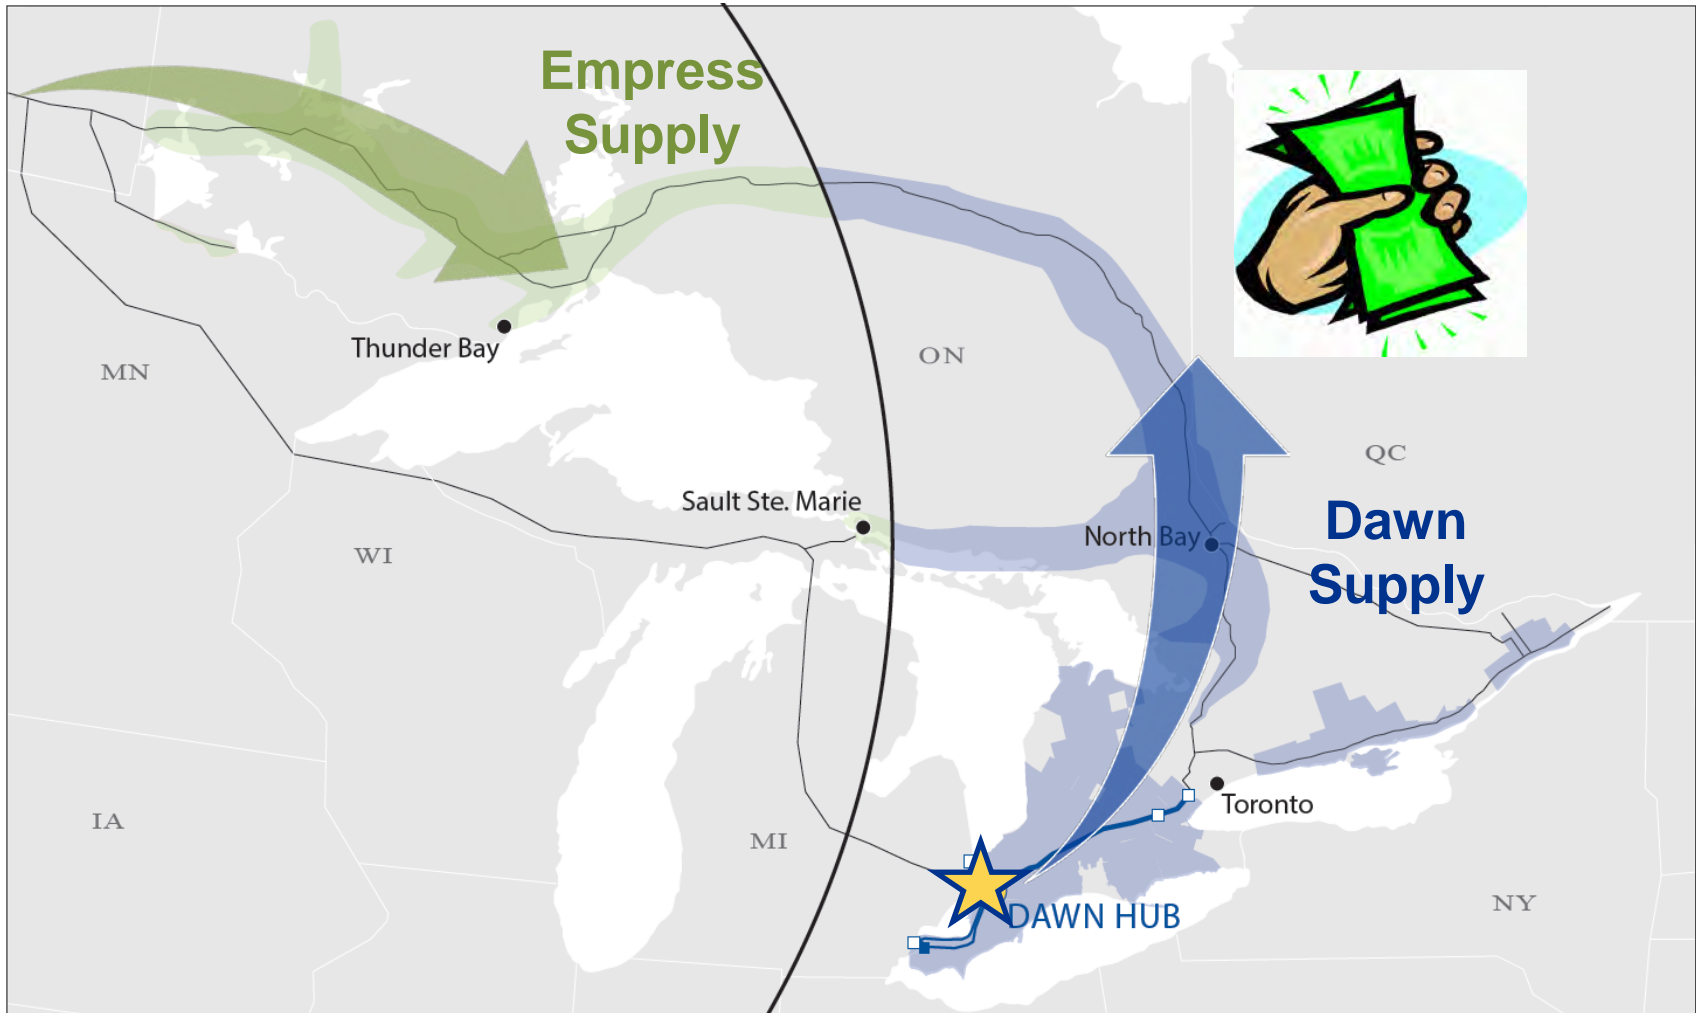 Empress
Supply
Thunder Bay
MN
ON
QC
Sault Ste. Marie
Dawn
Supply
North Bay
WI
Toronto
IA
MI
DAWN HUB
NY